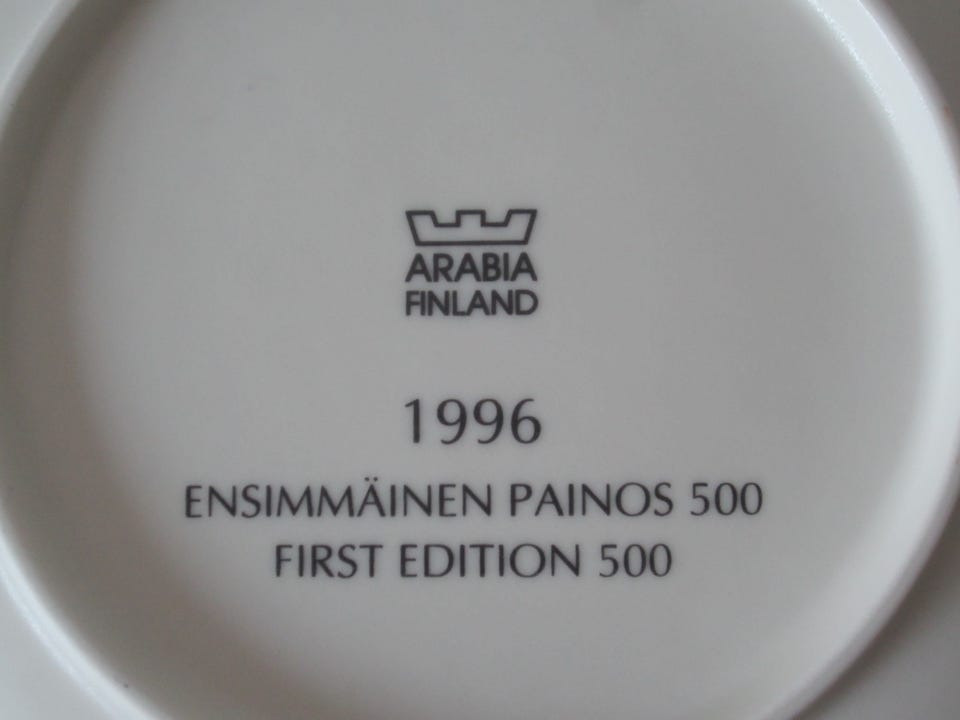 ARABIA
FINLAND
1996
ENSIMMÄINEN PAINOS 500
FIRST EDITION 500